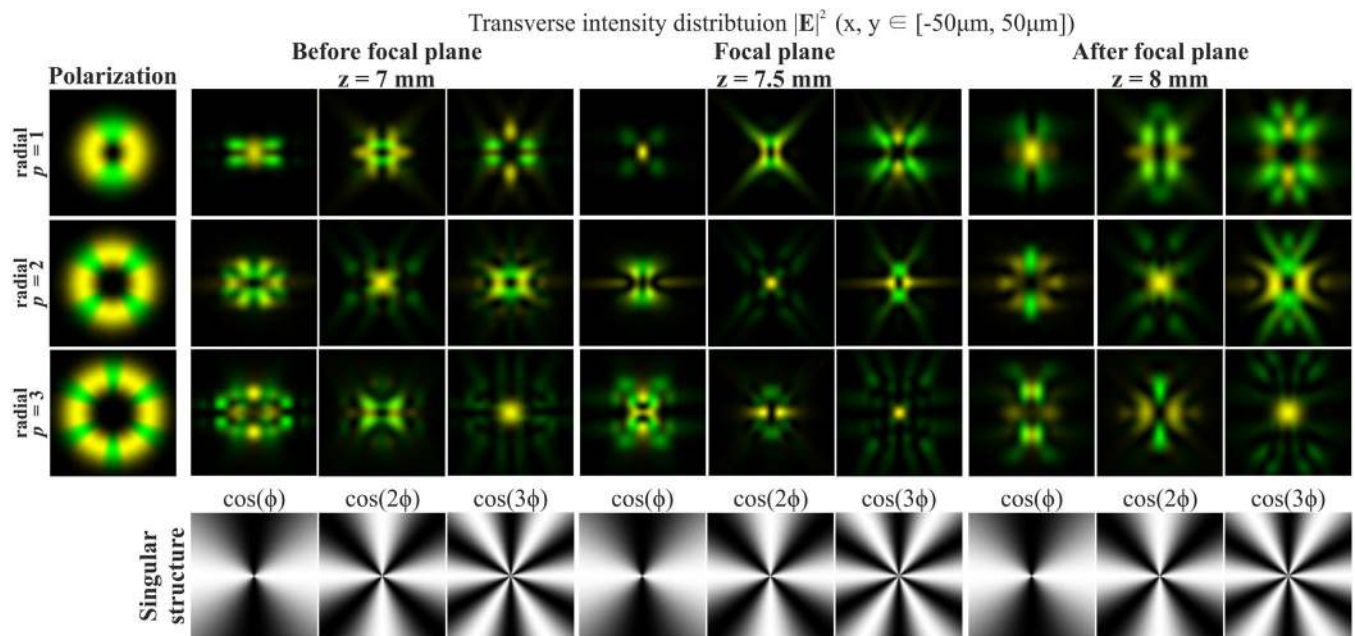 Transverse intensity distribtuion |E|² (x, y ∈ [-50μm, 50μm])
Before focal plane
Focal plane
After focal plane
Polarization
z = 7 mm
z = 7.5 mm
z = 8 mm
radial
p = 1
radial
p = 2
radial
p = 3
cos(ϕ) cos(2ϕ) cos(3ϕ) cos(ϕ) cos(2ϕ) cos(3ϕ) cos(ϕ) cos(2ϕ) cos(3ϕ)
Singular
structure